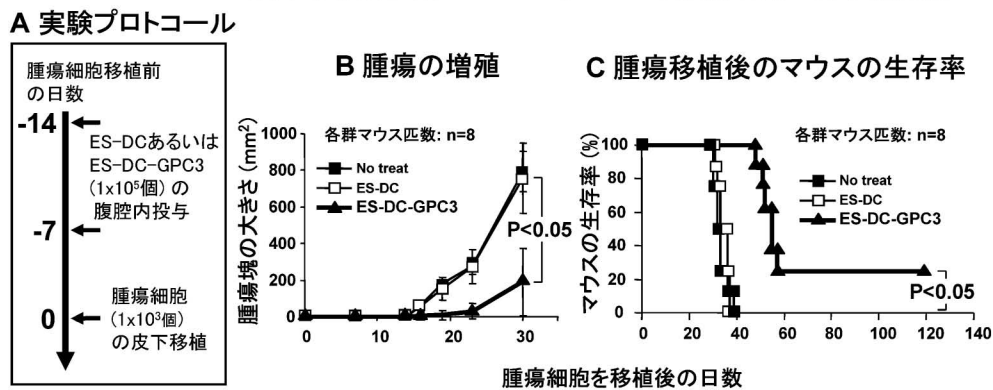 A 実験プロトコール
腫瘍細胞移植前
の日数
-14
ES-DCあるいは
ES-DC-GPC3
(1x10⁵個) の
腹腔内投与
-7
腫瘍細胞
0
(1x10³個)
の皮下移植
B 腫瘍の増殖
各群マウス匹数: n=8
腫瘍塊の大きさ (mm²)
1000
800
600
400
200
0
No treat
ES-DC
ES-DC-GPC3
P<0.05
0 10 20 30
C 腫瘍移植後のマウスの生存率
各群マウス匹数: n=8
マウスの生存率 (%)
100
80
60
40
20
0
No treat
ES-DC
ES-DC-GPC3
P<0.05
0 20 40 60 80 100 120 140
腫瘍細胞を移植後の日数